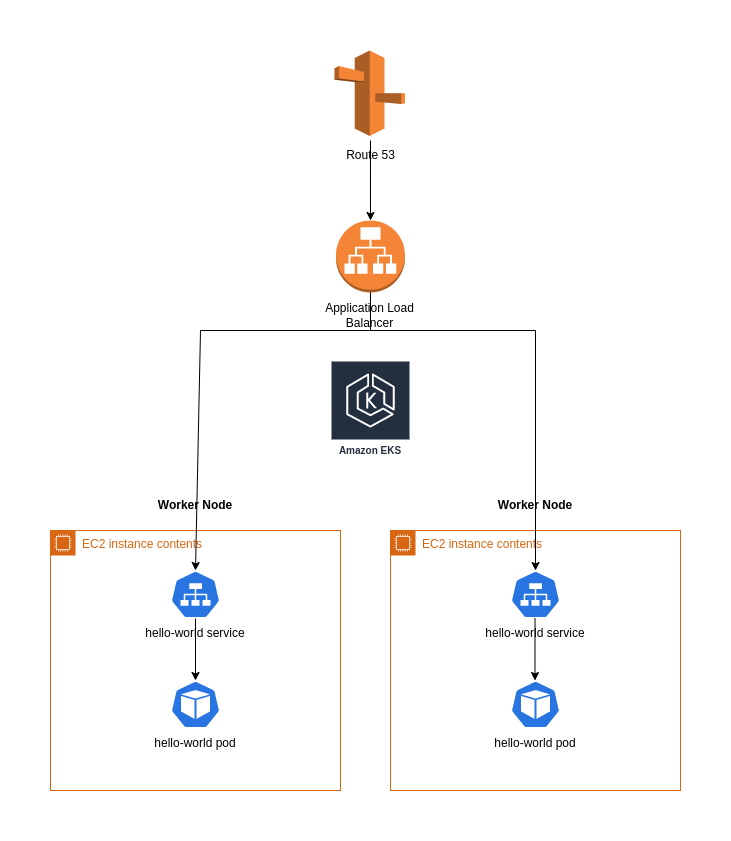 Route 53
Application Load
Balancer
Amazon EKS
Worker Node
Worker Node
EC2 instance contents
EC2 instance contents
hello-world service
hello-world service
hello-world pod
hello-world pod